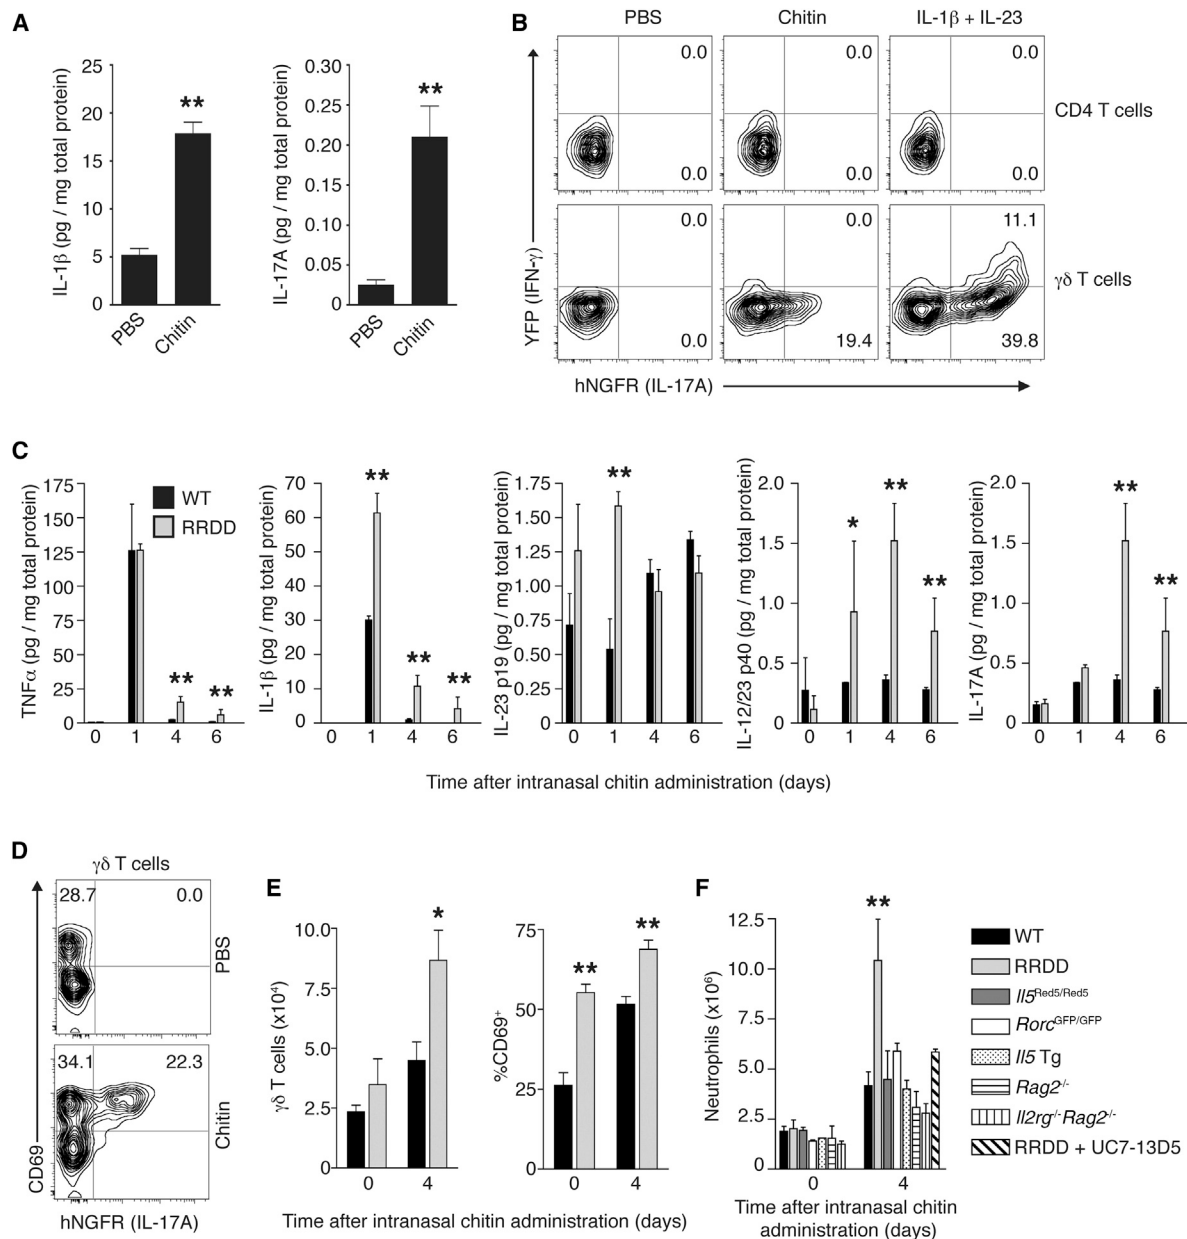 A
IL-1β (pg / mg total protein)
25
20
15
10
5
0
**
PBS
Chitin
IL-17A (pg / mg total protein)
0.30
0.25
0.20
0.15
0.10
0.05
0
**
PBS
Chitin
B
PBS
Chitin
IL-1β + IL-23
0.0
0.0
0.0
0.0
0.0
0.0
CD4 T cells
0.0
0.0
11.1
0.0
19.4
39.8
γδ T cells
YFP (IFN-γ)
hNGFR (IL-17A)
C
TNFα (pg / mg total protein)
175
150
125
100
75
50
25
0
WT
RRDD
**
**
0 1 4 6
IL-1β (pg / mg total protein)
70
60
50
40
30
20
10
0
**
**
**
0 1 4 6
IL-23 p19 (pg / mg total protein)
1.75
1.50
1.25
1.00
0.75
0.50
0.25
0
**
0 1 4 6
IL-12/23 p40 (pg / mg total protein)
2.0
1.5
1.0
0.5
0
*
**
**
0 1 4 6
IL-17A (pg / mg total protein)
2.0
1.5
1.0
0.5
0
**
**
0 1 4 6
Time after intranasal chitin administration (days)
D
γδ T cells
28.7 0.0
PBS
34.1 22.3
Chitin
CD69
hNGFR (IL-17A)
E
γδ T cells (x10⁴)
10.0
7.5
5.0
2.5
0
*
0 4
%CD69⁺
75
50
25
0
**
**
0 4
Time after intranasal chitin administration (days)
F
Neutrophils (x10⁶)
12.5
10.0
7.5
5.0
2.5
0
**
0 4
Time after intranasal chitin
administration (days)
WT
RRDD
Il5^Red5/Red5
Rorc^GFP/GFP
Il5 Tg
Rag2⁻/⁻
Il2rg⁻/⁻Rag2⁻/⁻
RRDD + UC7-13D5